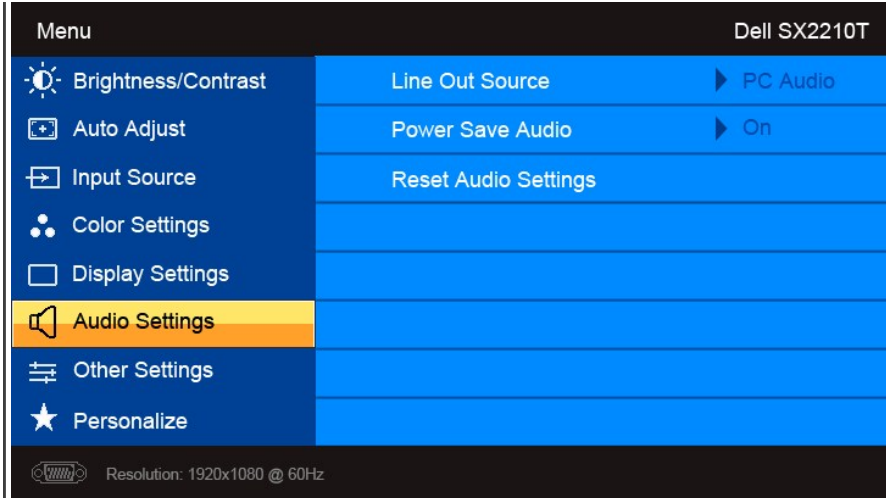 Menu
Dell SX2210T
Brightness/Contrast
Line Out Source
PC Audio
Auto Adjust
Power Save Audio
On
Input Source
Reset Audio Settings
Color Settings
Display Settings
Audio Settings
Other Settings
Personalize
Resolution: 1920x1080 @ 60Hz